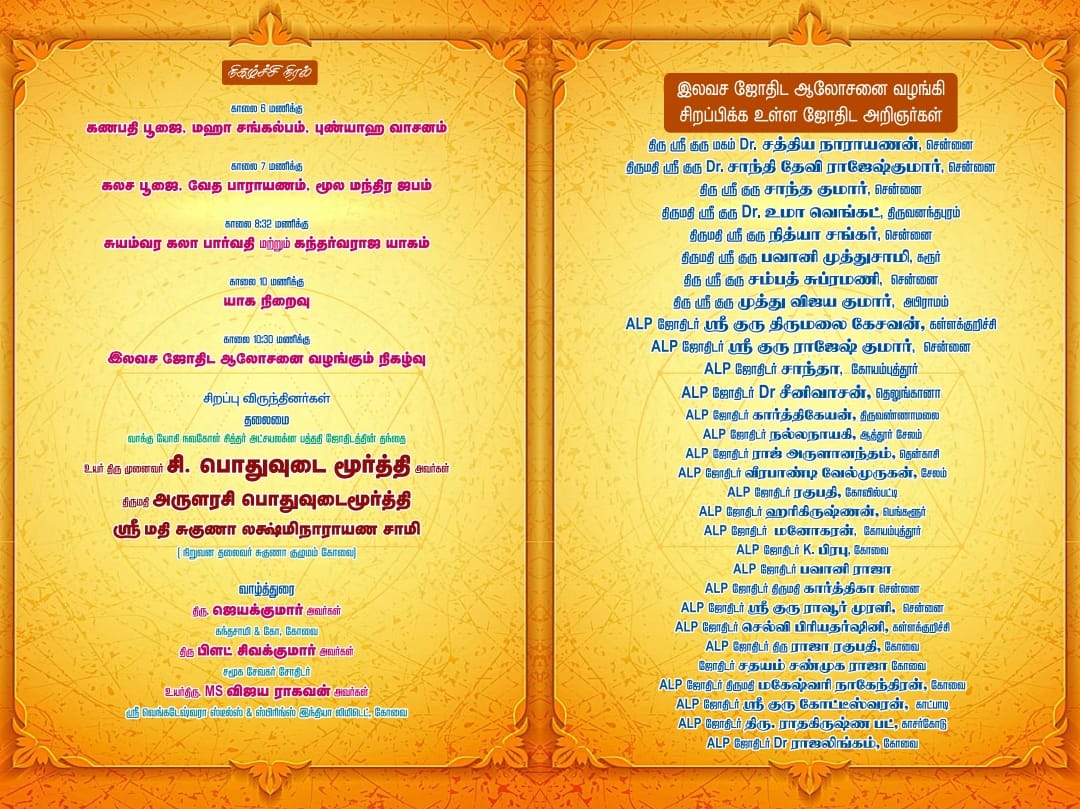 நிகழ்ச்சி நிரல்
காலை 6 மணிக்கு
கணபதி பூஜை, மஹா சங்கல்பம், புண்யாஹ வாசனம்
காலை 7 மணிக்கு
கலச பூஜை, வேத பாராயணம், மூல மந்திர ஜபம்
காலை 8:32 மணிக்கு
சுயம்வர கலா பார்வதி மற்றும் கந்தர்வராஜ யாகம்
காலை 10 மணிக்கு
யாக நிறைவு
காலை 10:30 மணிக்கு
இலவச ஜோதிட ஆலோசனை வழங்கும் நிகழ்வு
சிறப்பு விருந்தினர்கள்
தலைமை
வாக்கு யோகி நவகோள் சித்தர் அட்சயலக்ன பத்ததி ஜோதிடத்தின் தந்தை
உயர் திரு முனைவர் சி. பொதுவுடை மூர்த்தி அவர்கள்
திருமதி அருளரசி பொதுவுடைமூர்த்தி
ஸ்ரீ மதி சுகுணா லக்ஷ்மிநாராயண சாமி
( நிறுவன தலைவர் சுகுணா குழுமம் கோவை)
வாழ்த்துரை
திரு. ஜெயக்குமார் அவர்கள்
கந்தசாமி & கோ, கோவை
திரு பிளட் சிவக்குமார் அவர்கள்
சமூக சேவகர் சோடிர்
உயர்திரு. MS விஜய ராகவன் அவர்கள்
ஸ்ரீ வெங்கடேஷ்வரா ஸ்டீல்ஸ் & ஸ்பிரிங்ஸ் இந்தியா லிமிடெட், கோவை
இலவச ஜோதிட ஆலோசனை வழங்கி
சிறப்பிக்க உள்ள ஜோதிட அறிஞர்கள்
திரு ஸ்ரீ குரு மகம் Dr. சத்திய நாராயணன், சென்னை
திருமதி ஸ்ரீ குரு Dr. சாந்தி தேவி ராஜேஷ்குமார், சென்னை
திரு ஸ்ரீ குரு சாந்த குமார், சென்னை
திருமதி ஸ்ரீ குரு Dr. உமா வெங்கட், திருவனந்தபுரம்
திருமதி ஸ்ரீ குரு நித்யா சங்கர், சென்னை
திருமதி ஸ்ரீ குரு பவானி முத்துசாமி, கரூர்
திரு ஸ்ரீ குரு சம்பத் சுப்ரமணி, சென்னை
திரு ஸ்ரீ குரு முத்து விஜய குமார், அபிராமம்
ALP ஜோதிடர் ஸ்ரீ குரு திருமலை கேசவன், கள்ளக்குறிச்சி
ALP ஜோதிடர் ஸ்ரீ குரு ராஜேஷ் குமார், சென்னை
ALP ஜோதிடர் சாந்தா, கோயம்புத்தூர்
ALP ஜோதிடர் Dr சீனிவாசன், தெலுங்கானா
ALP ஜோதிடர் கார்த்திகேயன், திருவண்ணாமலை
ALP ஜோதிடர் நல்லநாயகி, ஆத்தூர் சேலம்
ALP ஜோதிடர் ராஜ் அருளானந்தம், தென்காசி
ALP ஜோதிடர் வீரபாண்டி வேல்முருகன், சேலம்
ALP ஜோதிடர் ரகுபதி, கோவில்பட்டி
ALP ஜோதிடர் ஹரிகிருஷ்ணன், பெங்களூர்
ALP ஜோதிடர் மனோகரன், கோயம்புத்தூர்
ALP ஜோதிடர் K. பிரபு, கோவை
ALP ஜோதிடர் பவானி ராஜா
ALP ஜோதிடர் திருமதி கார்த்திகா சென்னை
ALP ஜோதிடர் ஸ்ரீ குரு ராவூர் முரளி, சென்னை
ALP ஜோதிடர் செல்வி பிரியதர்ஷினி, கள்ளக்குறிச்சி
ALP ஜோதிடர் திரு ராஜா ரகுபதி, கோவை
ஜோதிடர் சதயம் சண்முக ராஜா கோவை
ALP ஜோதிடர் திருமதி மகேஷ்வரி நாகேந்திரன், கோவை
ALP ஜோதிடர் ஸ்ரீ குரு கோட்டீஸ்வரன், காட்பாடி
ALP ஜோதிடர் திரு. ராதகிருஷ்ண பட், காசர்கோடு
ALP ஜோதிடர் Dr ராஜலிங்கம், கோவை